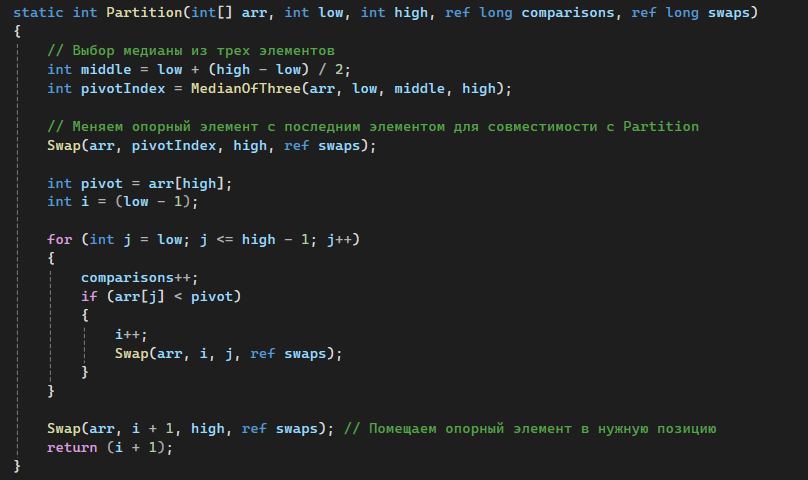 static int Partition(int[] arr, int low, int high, ref long comparisons, ref long swaps)
{
    // Выбор медианы из трех элементов
    int middle = low + (high - low) / 2;
    int pivotIndex = MedianOfThree(arr, low, middle, high);

    // Меняем опорный элемент с последним элементом для совместимости с Partition
    Swap(arr, pivotIndex, high, ref swaps);

    int pivot = arr[high];
    int i = (low - 1);

    for (int j = low; j <= high - 1; j++)
    {
        comparisons++;
        if (arr[j] < pivot)
        {
            i++;
            Swap(arr, i, j, ref swaps);
        }
    }

    Swap(arr, i + 1, high, ref swaps); // Помещаем опорный элемент в нужную позицию
    return (i + 1);
}